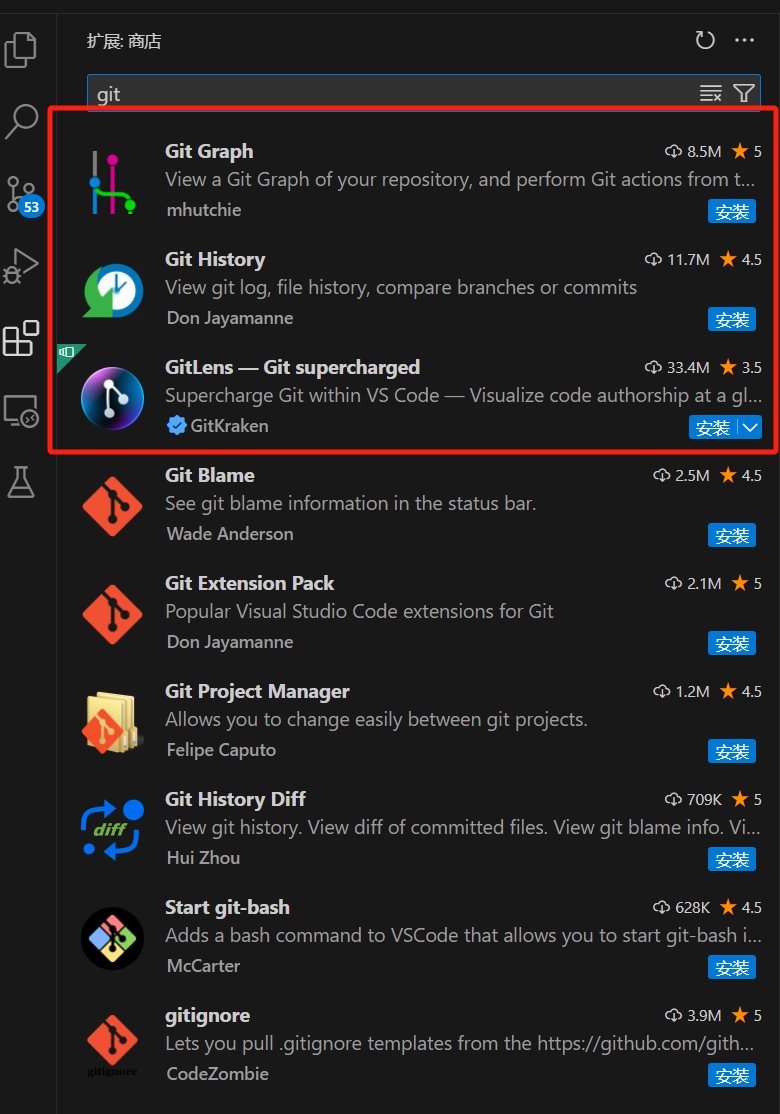 扩展: 商店
git
Git Graph 8.5M 5
View a Git Graph of your repository, and perform Git actions from t...
mhutchie 安装
Git History 11.7M 4.5
View git log, file history, compare branches or commits
Don Jayamanne 安装
GitLens — Git supercharged 33.4M 3.5
Supercharge Git within VS Code — Visualize code authorship at a gl...
GitKraken 安装
53
Git Blame 2.5M 4.5
See git blame information in the status bar.
Wade Anderson 安装
Git Extension Pack 2.1M 5
Popular Visual Studio Code extensions for Git
Don Jayamanne 安装
Git Project Manager 1.2M 4.5
Allows you to change easily between git projects.
Felipe Caputo 安装
diff
Git History Diff 709K 5
View git history. View diff of committed files. View git blame info. Vi...
Hui Zhou 安装
Start git-bash 628K 4.5
Adds a bash command to VSCode that allows you to start git-bash i...
McCarter 安装
gitignore 3.9M 5
Lets you pull .gitignore templates from the https://github.com/gith...
gitignore
CodeZombie 安装